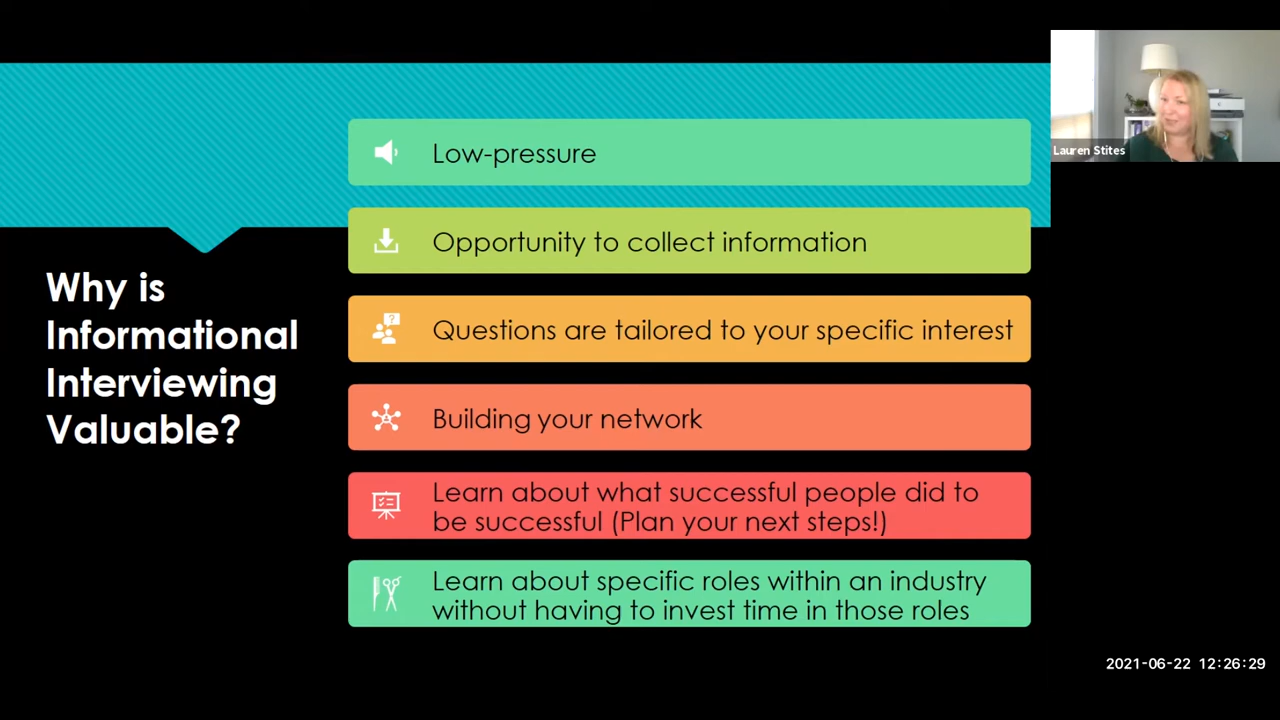 Why is
Informational
Interviewing
Valuable?
Low-pressure
Opportunity to collect information
?
Questions are tailored to your specific interest
Building your network
Learn about what successful people did to
be successful (Plan your next steps!)
Learn about specific roles within an industry
without having to invest time in those roles
Lauren Stites
2021-06-22 12:26:29